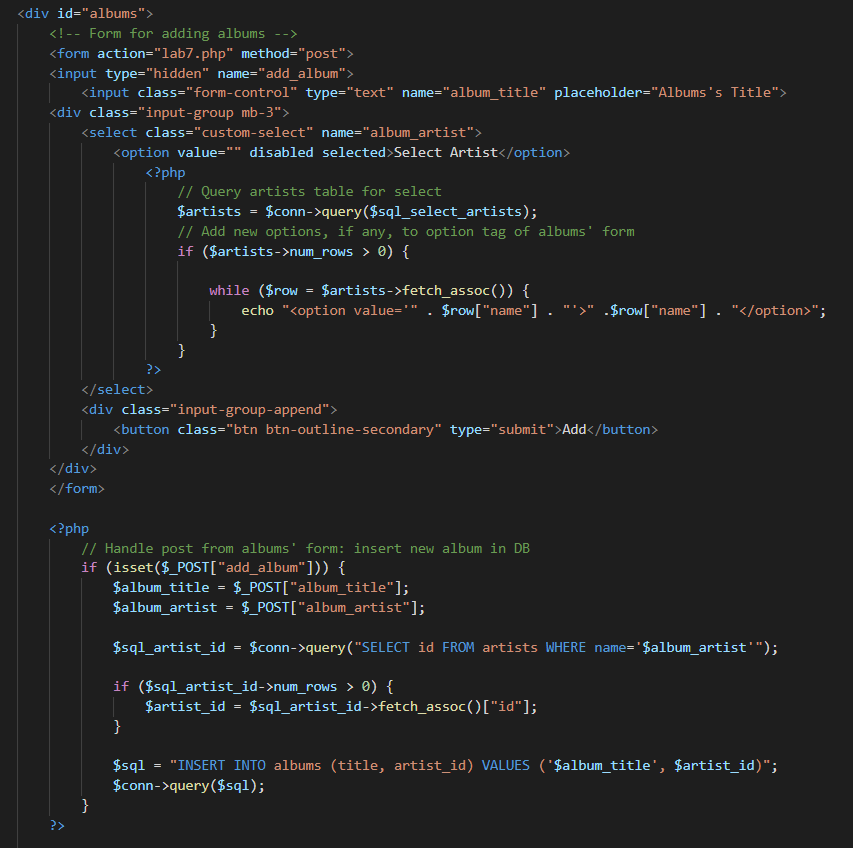 <div id="albums">
<!-- Form for adding albums -->
<form action="lab7.php" method="post">
<input type="hidden" name="add_album">
<input class="form-control" type="text" name="album_title" placeholder="Albums's Title">
<div class="input-group mb-3">
<select class="custom-select" name="album_artist">
<option value="" disabled selected>Select Artist</option>
<?php
// Query artists table for select
$artists = $conn->query($sql_select_artists);
// Add new options, if any, to option tag of albums' form
if ($artists->num_rows > 0) {
while ($row = $artists->fetch_assoc()) {
echo "<option value='" . $row["name"] . "'>" .$row["name"] . "</option>";
}
}
?>
</select>
<div class="input-group-append">
<button class="btn btn-outline-secondary" type="submit">Add</button>
</div>
</div>
</form>
<?php
// Handle post from albums' form: insert new album in DB
if (isset($_POST["add_album"])) {
$album_title = $_POST["album_title"];
$album_artist = $_POST["album_artist"];
$sql_artist_id = $conn->query("SELECT id FROM artists WHERE name='$album_artist'");
if ($sql_artist_id->num_rows > 0) {
$artist_id = $sql_artist_id->fetch_assoc()["id"];
}
$sql = "INSERT INTO albums (title, artist_id) VALUES ('$album_title', $artist_id)";
$conn->query($sql);
}
?>